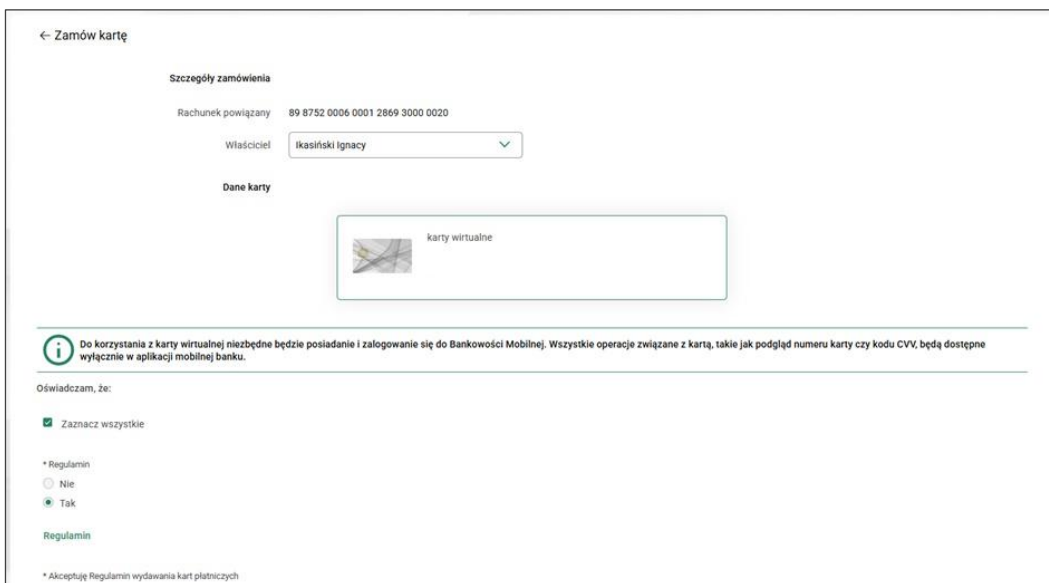 ← Zamów kartę
Szczegóły zamówienia
Rachunek powiązany 89 8752 0006 0001 2869 3000 0020
Właściciel Ikasiński Ignacy
Dane karty
karty wirtualne
Do korzystania z karty wirtualnej niezbędne będzie posiadanie i zalogowanie się do Bankowości Mobilnej. Wszystkie operacje związane z kartą, takie jak podgląd numeru karty czy kodu CVV, będą dostępne
wyłącznie w aplikacji mobilnej banku.
Oświadczam, że:
Zaznacz wszystkie
* Regulamin
Nie
Tak
Regulamin
* Akceptuję Regulamin wydawania kart płatniczych